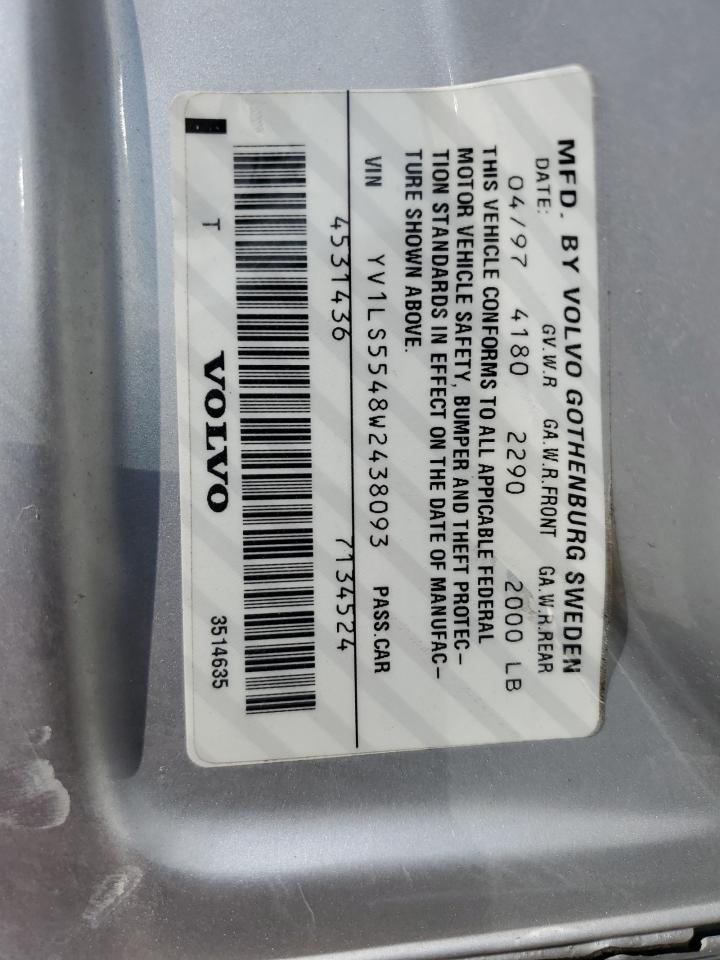 MFD. BY VOLVO GOTHENBURG SWEDEN
DATE: GV.W.R GA.W.R.FRONT GA.W.R.REAR
04/97 4180 2290 2000 LB
THIS VEHICLE CONFORMS TO ALL APPICABLE FEDERAL
MOTOR VEHICLE SAFETY, BUMPER AND THEFT PROTEC-
TION STANDARDS IN EFFECT ON THE DATE OF MANUFAC-
TURE SHOWN ABOVE.
VIN YV1LS5548W2438093 PASS.CAR
4531436 7134524
T VOLVO 3514635